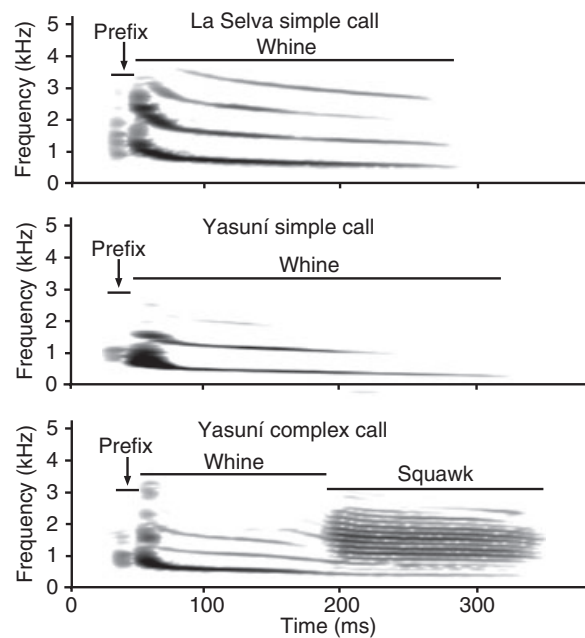 La Selva simple call
Prefix
Whine
Frequency (kHz)
5
4
3
2
1
0
Yasuní simple call
Prefix
Whine
Frequency (kHz)
5
4
3
2
1
0
Yasuní complex call
Prefix
Whine
Squawk
Frequency (kHz)
5
4
3
2
1
0
0 100 200 300
Time (ms)